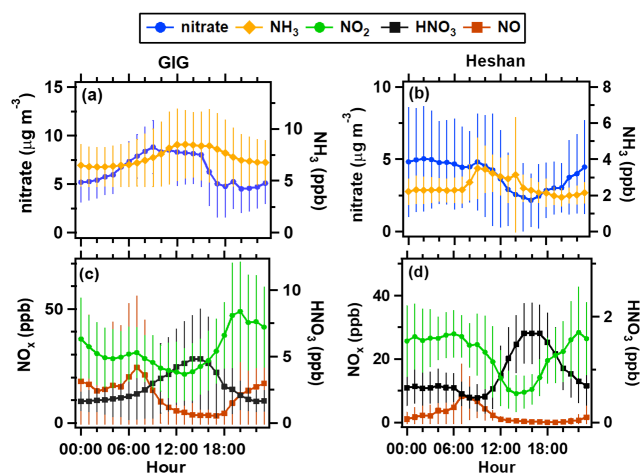 nitrate NH3 NO2 HNO3 NO
GIG Heshan
(a)
15
10
5
0
nitrate (µg m-3)
10
5
0
NH3 (ppb)
(b)
10
5
0
nitrate (µg m-3)
8
6
4
2
0
NH3 (ppb)
(c)
50
0
NOx (ppb)
10
5
0
HNO3 (ppb)
00:00 06:00 12:00 18:00
Hour
(d)
40
20
0
NOx (ppb)
2
0
HNO3 (ppb)
00:00 06:00 12:00 18:00
Hour